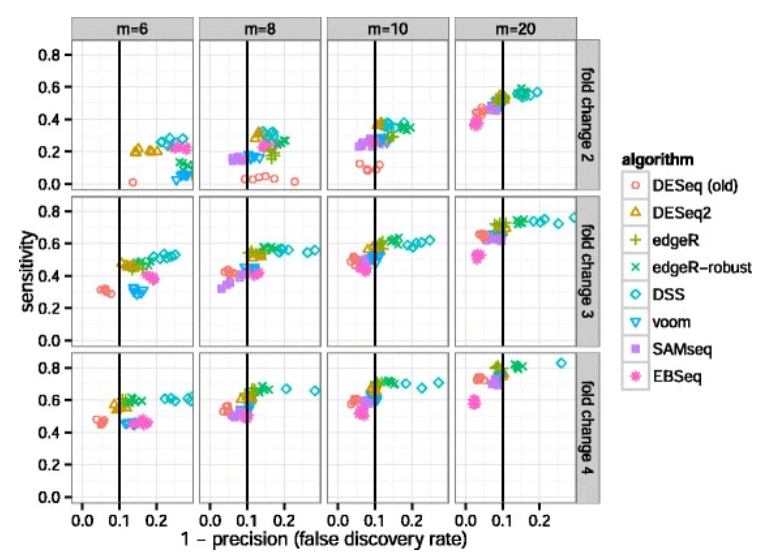 m=6 m=8 m=10 m=20
0.8
0.6
0.4
0.2
0.0
fold change 2
0.8
0.6
0.4
0.2
0.0
fold change 3
0.8
0.6
0.4
0.2
0.0
fold change 4
sensitivity
0.0 0.1 0.2 0.0 0.1 0.2 0.0 0.1 0.2 0.0 0.1 0.2
1 − precision (false discovery rate)
algorithm
DESeq (old)
DESeq2
edgeR
edgeR−robust
DSS
voom
SAMseq
EBSeq